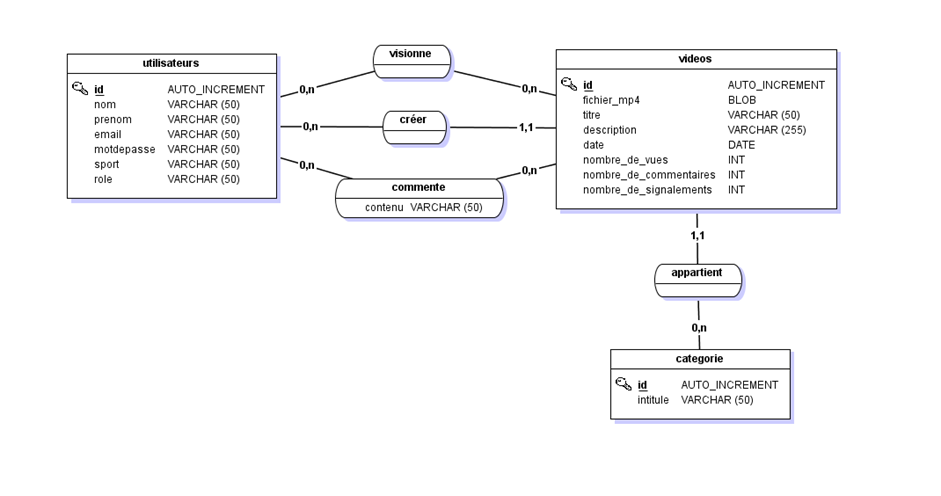 visionne
utilisateurs
id AUTO_INCREMENT
nom VARCHAR (50)
prenom VARCHAR (50)
email VARCHAR (50)
motdepasse VARCHAR (50)
sport VARCHAR (50)
role VARCHAR (50)
0,n
0,n
créer
0,n
1,1
0,n
0,n
commente
contenu VARCHAR (50)
videos
id AUTO_INCREMENT
fichier_mp4 BLOB
titre VARCHAR (50)
description VARCHAR (255)
date DATE
nombre_de_vues INT
nombre_de_commentaires INT
nombre_de_signalements INT
1,1
appartient
0,n
categorie
id AUTO_INCREMENT
intitule VARCHAR (50)